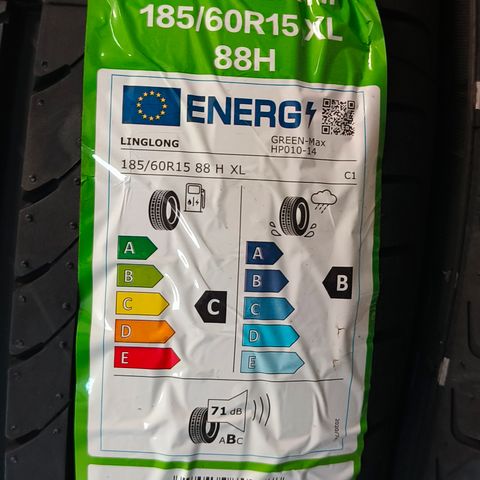 185/60R15 XL
88H
ENERG
LINGLONG
GREEN-Max
HP010-14
185/60R15 88 H XL
C1
A
B
C
D
E
C
A
B
C
D
E
B
71 dB
ABC